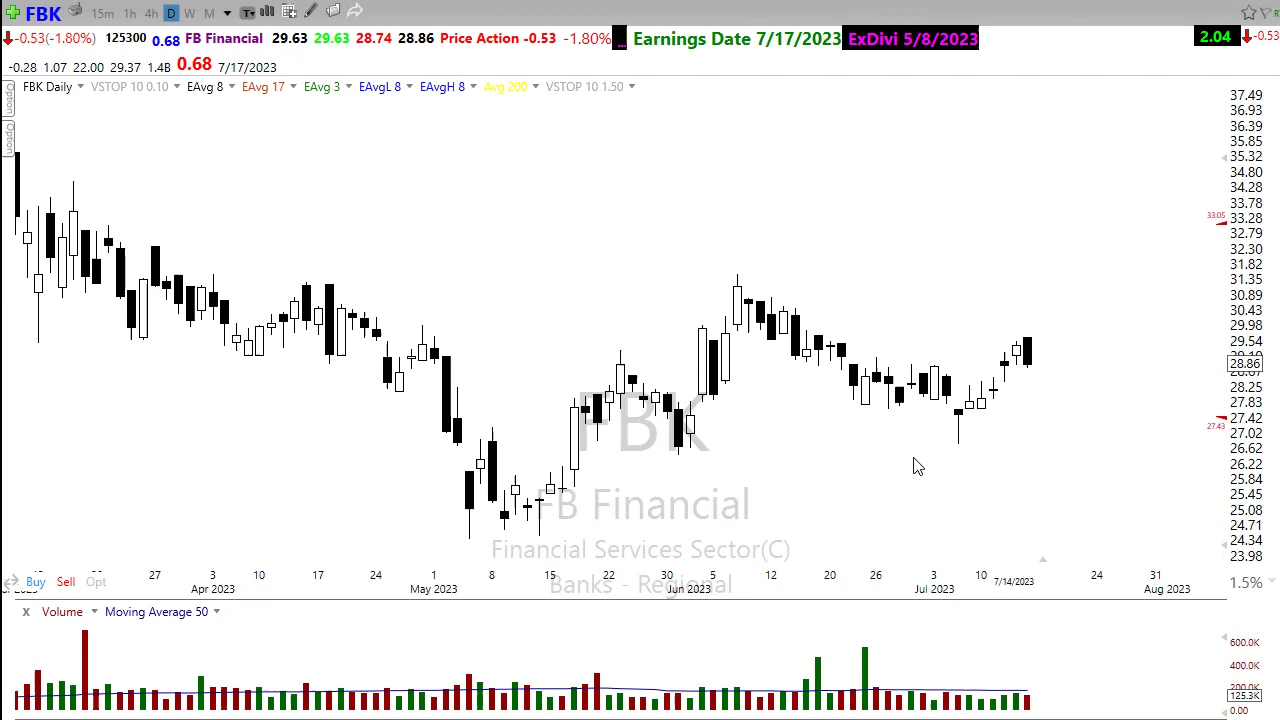 FBK 15m 1h 4h D W M T
-0.53(-1.80%) 125300 0.68 FB Financial 29.63 29.63 28.74 28.86 Price Action -0.53 -1.80% ... Earnings Date 7/17/2023 ExDivi 5/8/2023 2.04 -0.53
-0.28 1.07 22.00 29.37 1.4B 0.68 7/17/2023
FBK Daily VSTOP 10 0.10 EAvg 8 EAvg 17 EAvg 3 EAvgL 8 EAvgH 8 Avg 200 VSTOP 10 1.50
Option
Option
37.49
36.93
36.39
35.85
35.32
34.80
34.28
33.78
33.05
33.28
32.79
32.30
31.82
31.35
30.89
30.43
29.98
29.54
28.86
28.25
27.83
27.42
27.43
27.02
26.62
26.22
25.84
25.45
25.08
24.71
24.34
23.98
FBK
FB Financial
Financial Services Sector(C)
Banks - Regional
27 3 10 17 24 1 8 15 22 30 5 12 20 26 3 10 7/14/2023 24 31
Apr 2023 May 2023 Jun 2023 Jul 2023 Aug 2023
Buy Sell Opt 1.5%
X Volume Moving Average 50
600.0K
400.0K
200.0K
125.3K
0.00